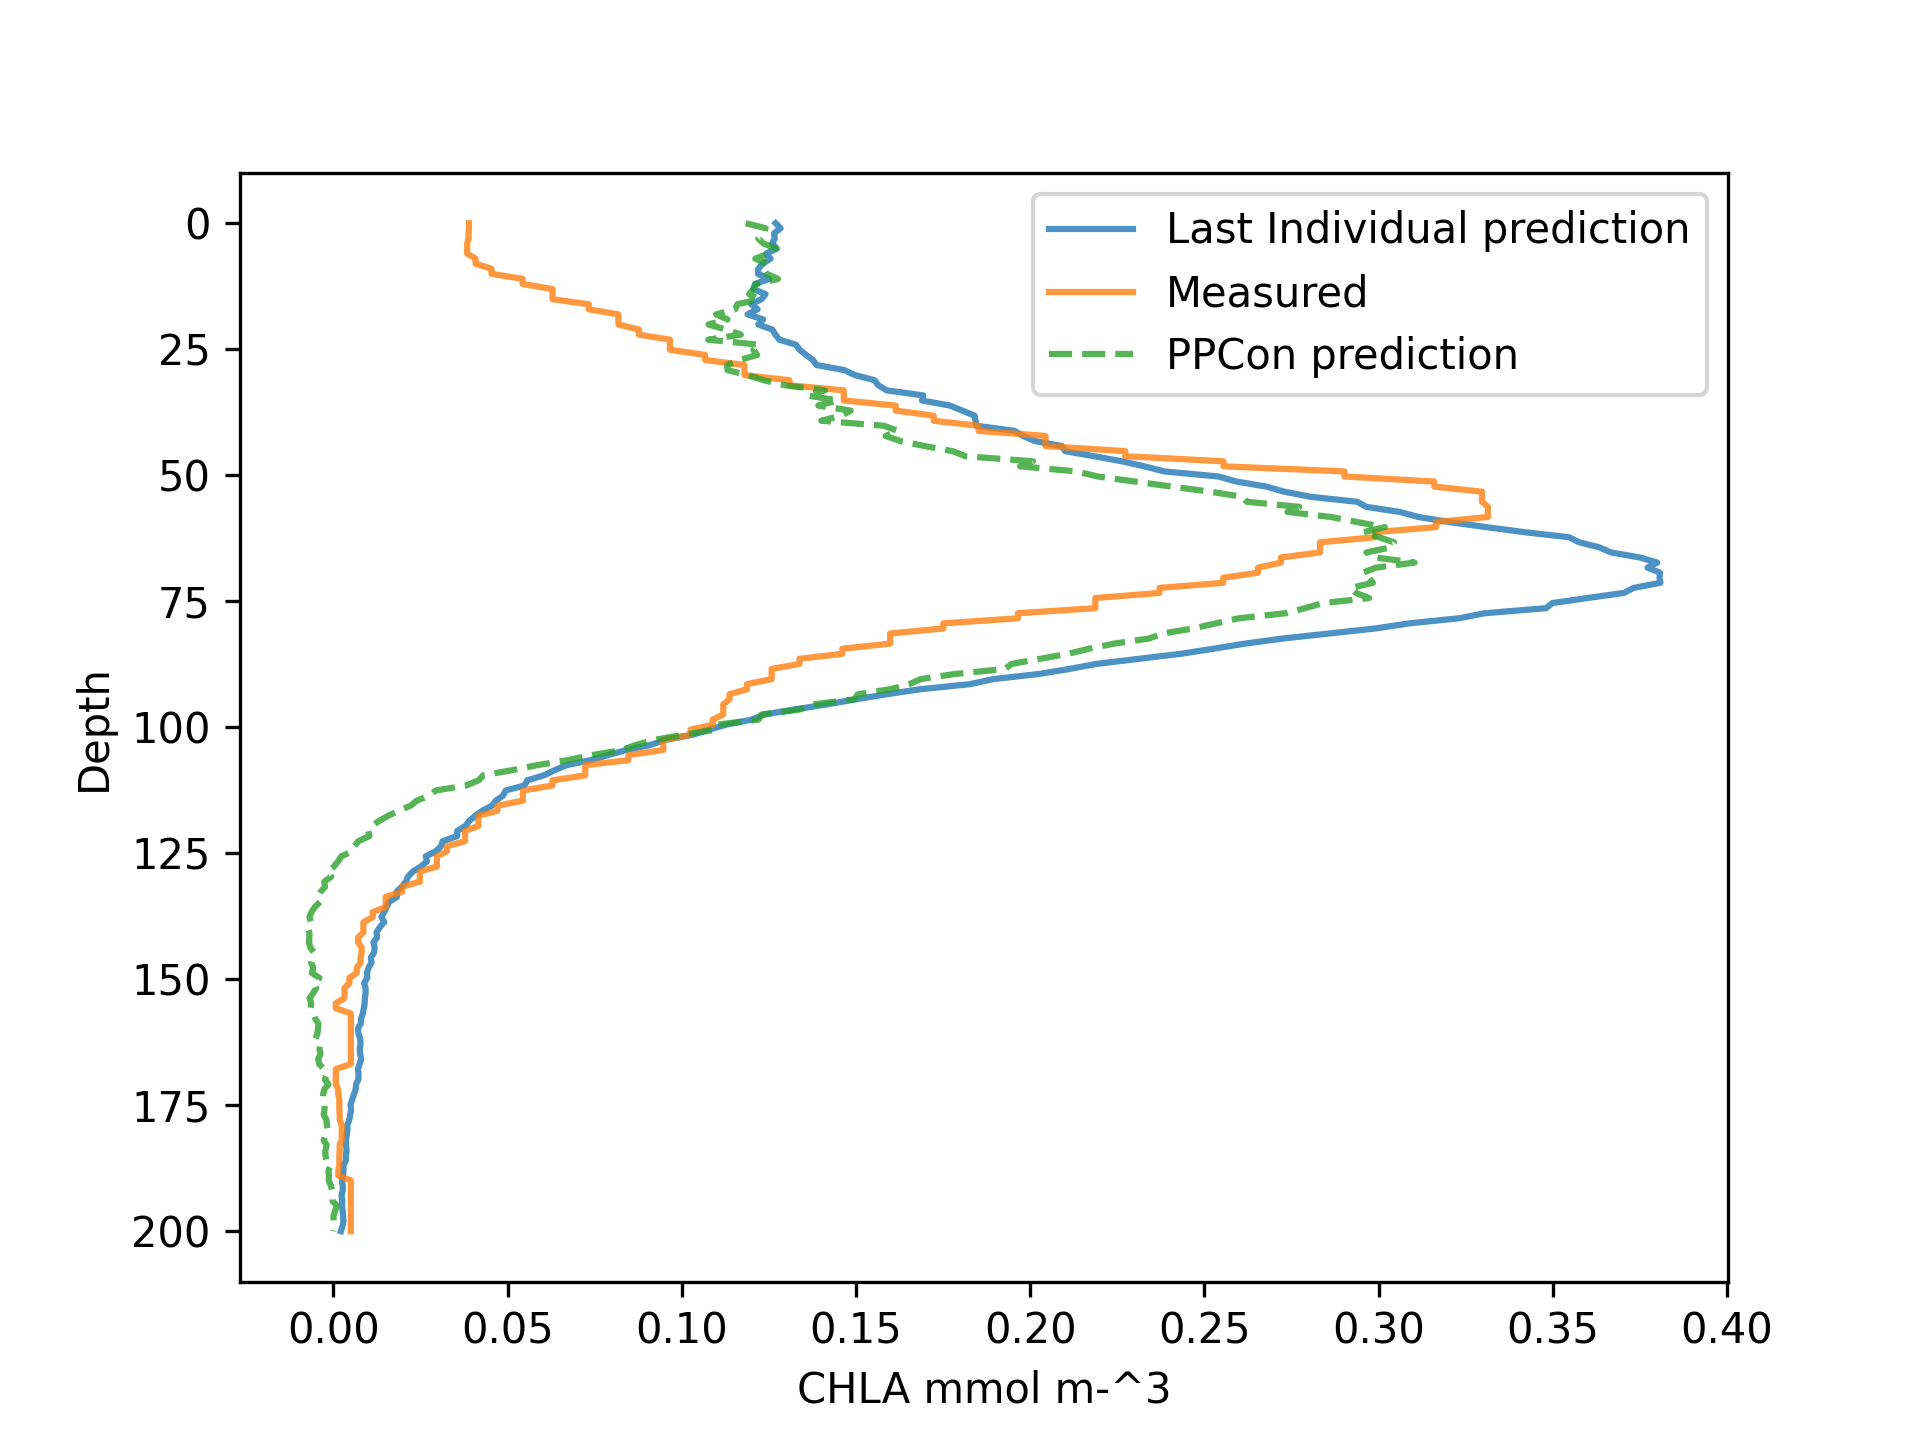 Last Individual prediction
Measured
PPCon prediction
0
25
50
75
100
125
150
175
200
Depth
0.00 0.05 0.10 0.15 0.20 0.25 0.30 0.35 0.40
CHLA mmol m-^3